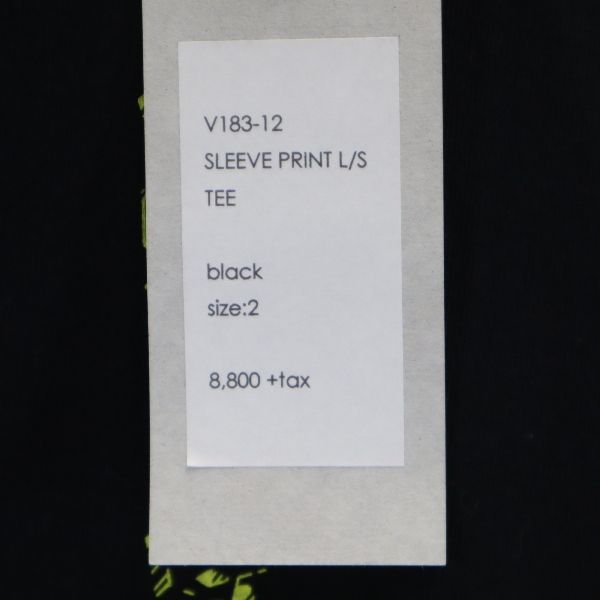 V183-12
SLEEVE PRINT L/S
TEE
black
size:2
8,800 +tax